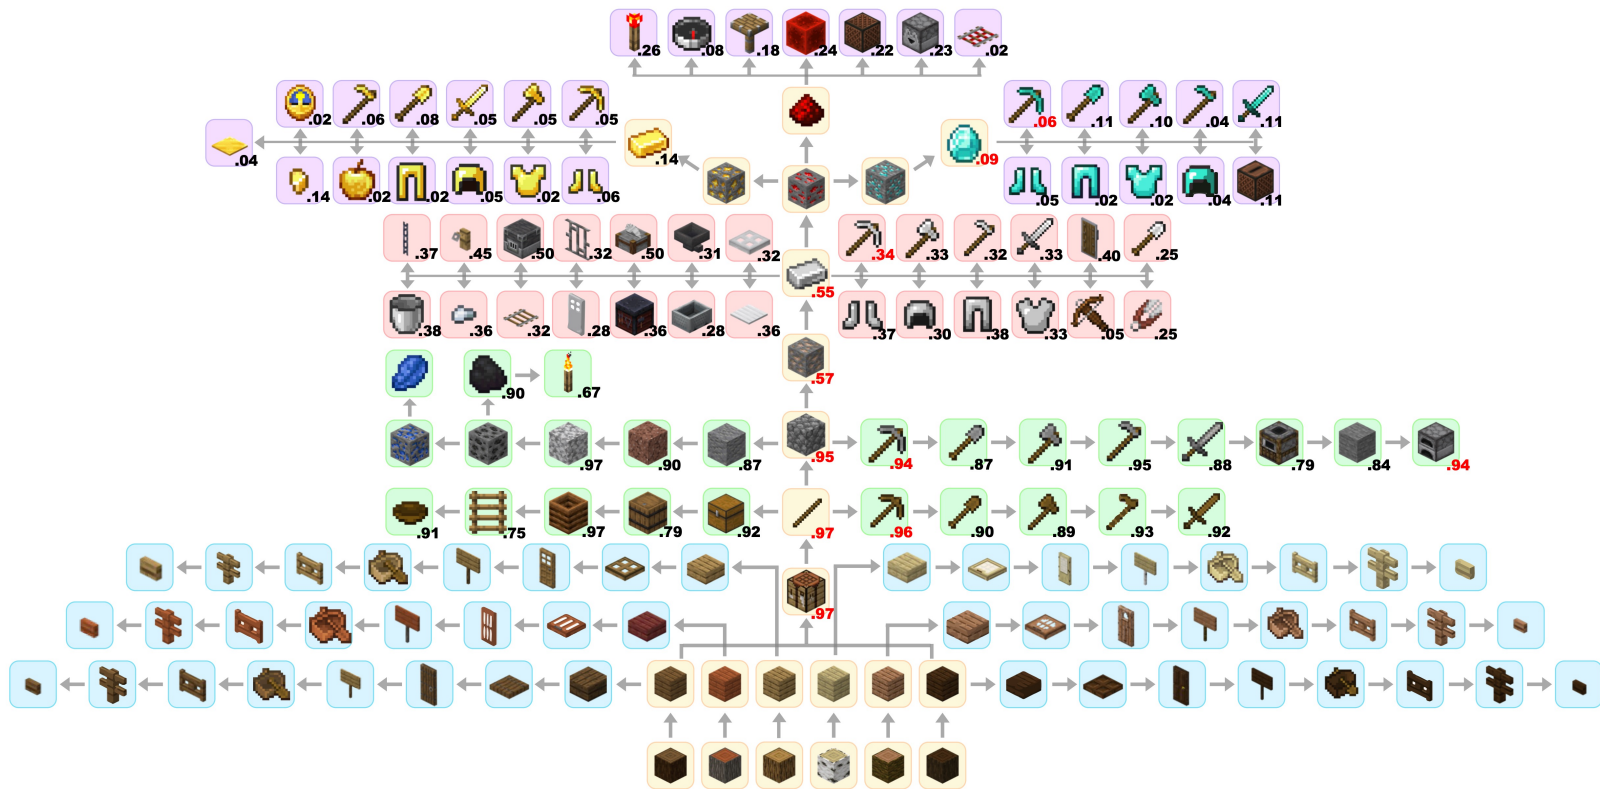 .26 .08 .18 .24 .22 .23 .02
.02 .06 .08 .05 .05 .05
.06 .11 .10 .04 .11
.04 .14 .09
.14 .02 .02 .05 .02 .06
.05 .02 .02 .04 .11
.37 .45 .50 .32 .50 .31 .32
.34 .33 .32 .33 .40 .25
.55
.38 .36 .32 .28 .36 .28 .36
.37 .30 .38 .33 .05 .25
.90 .67
.57
.97 .90 .87 .95 .94 .87 .91 .95 .88 .79 .84 .94
.91 .75 .97 .79 .92 .97 .96 .90 .89 .93 .92
.97